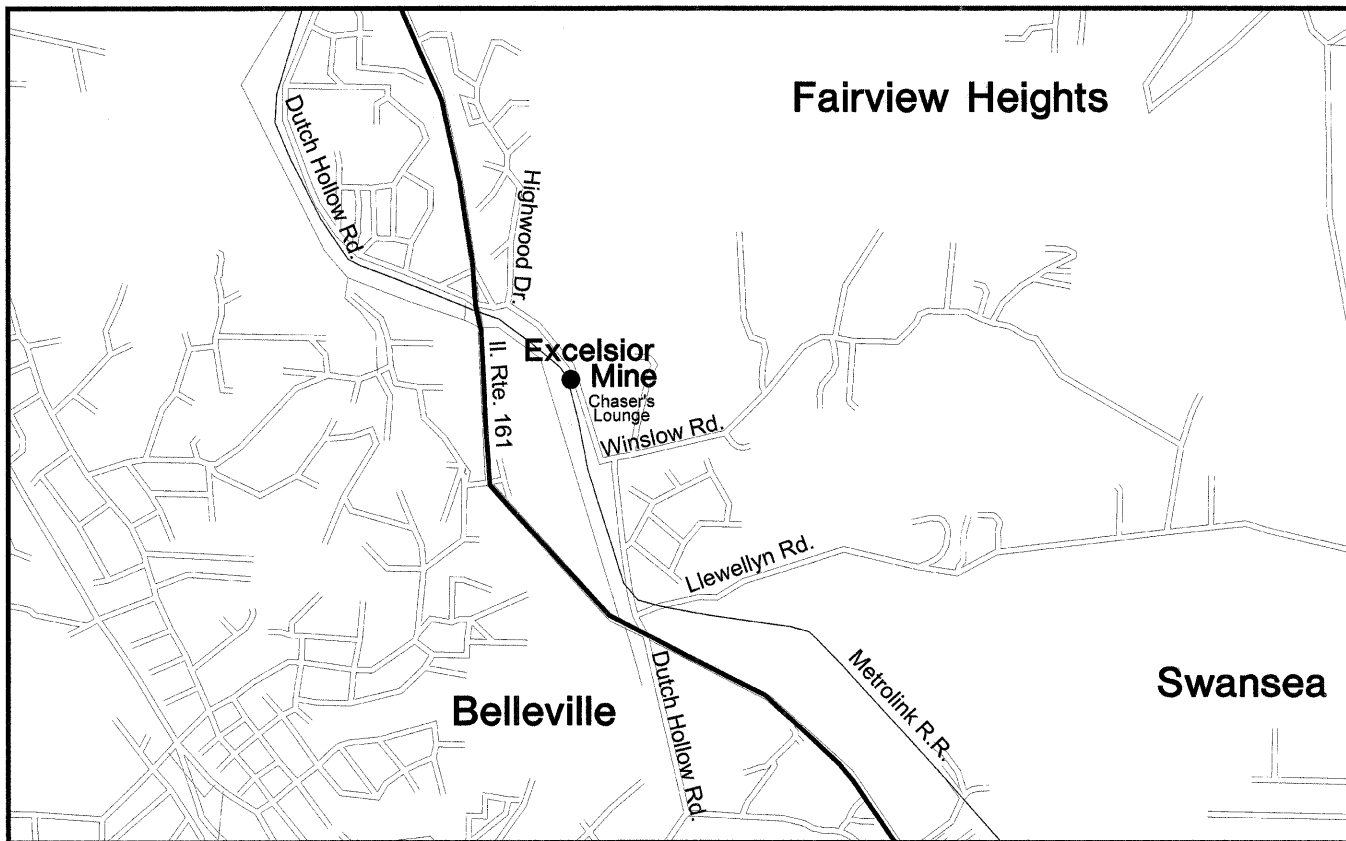 Fairview Heights
Dutch Hollow Rd.
Highwood Dr.
Il. Rte. 161
Excelsior
Mine
Chaser's
Lounge
Winslow Rd.
Llewellyn Rd.
Metrolink R.R.
Swansea
Belleville
Dutch Hollow Rd.